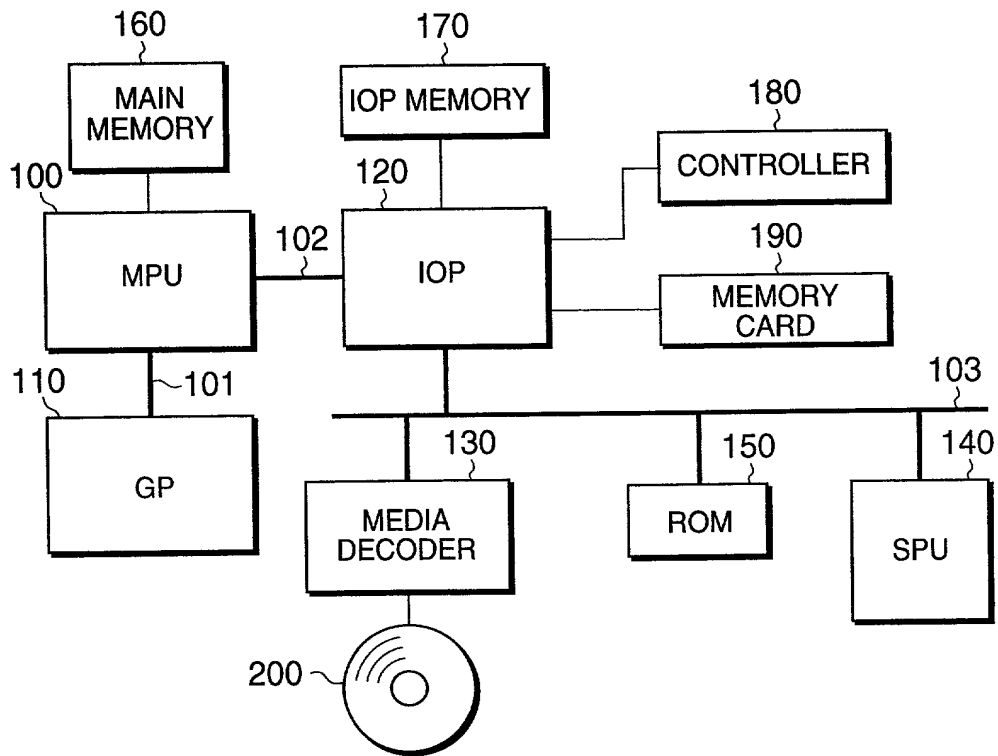 160
170
MAIN
MEMORY
IOP MEMORY
180
CONTROLLER
100
120
MPU
102
IOP
190
MEMORY
CARD
110
101
103
GP
130
150
140
MEDIA
DECODER
ROM
SPU
200